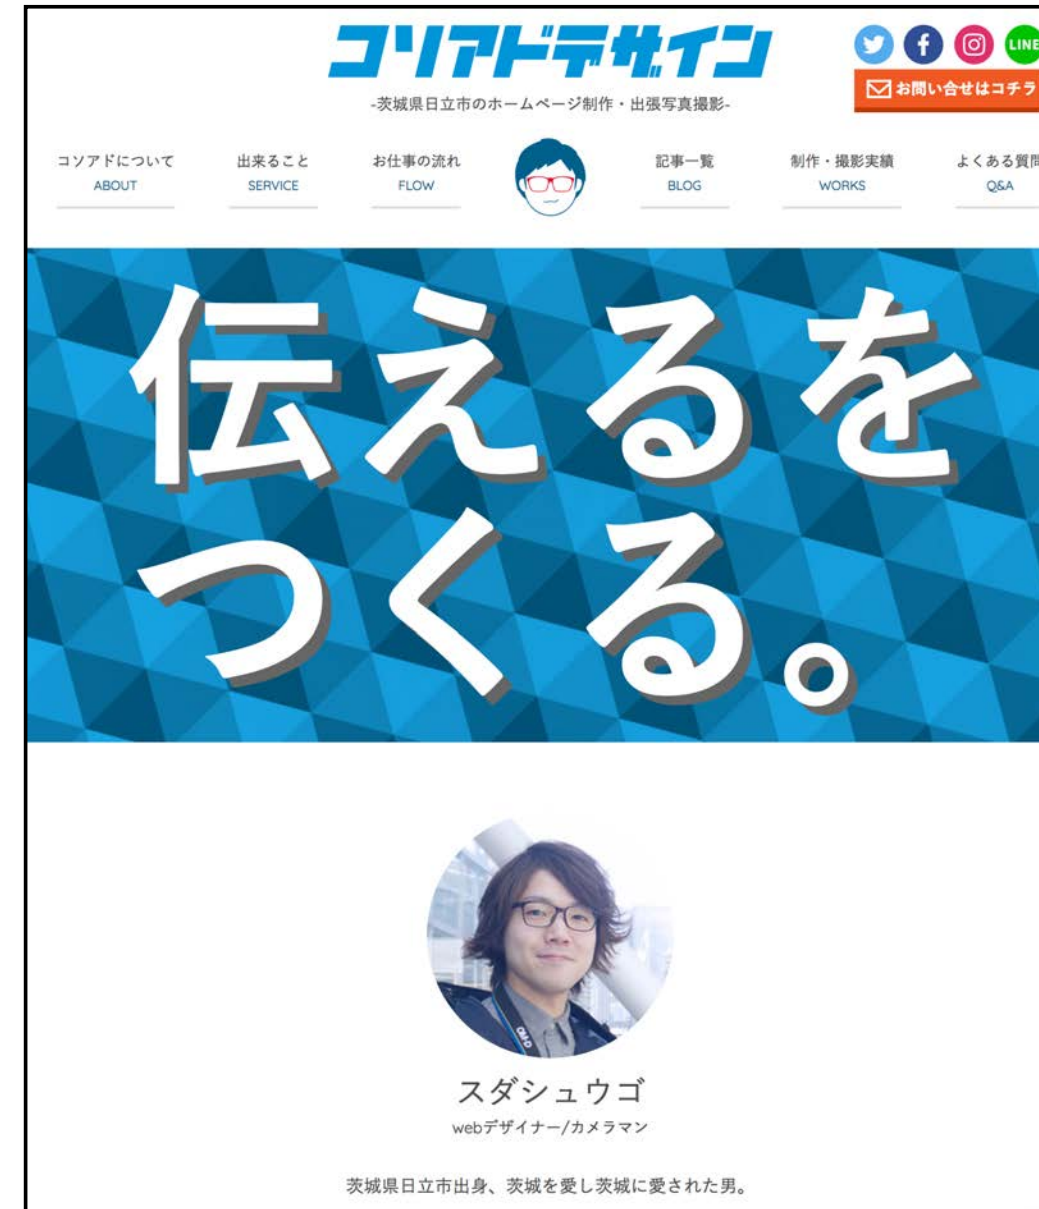 コソアドデザイン
-茨城県日立市のホームページ制作・出張写真撮影-
LINE
お問い合せはコチラ
コソアドについて
ABOUT
出来ること
SERVICE
お仕事の流れ
FLOW
記事一覧
BLOG
制作・撮影実績
WORKS
よくある質問
Q&A
伝えるを
つくる。
OM-D
スダシュウゴ
webデザイナー/カメラマン
茨城県日立市出身、茨城を愛し茨城に愛された男。